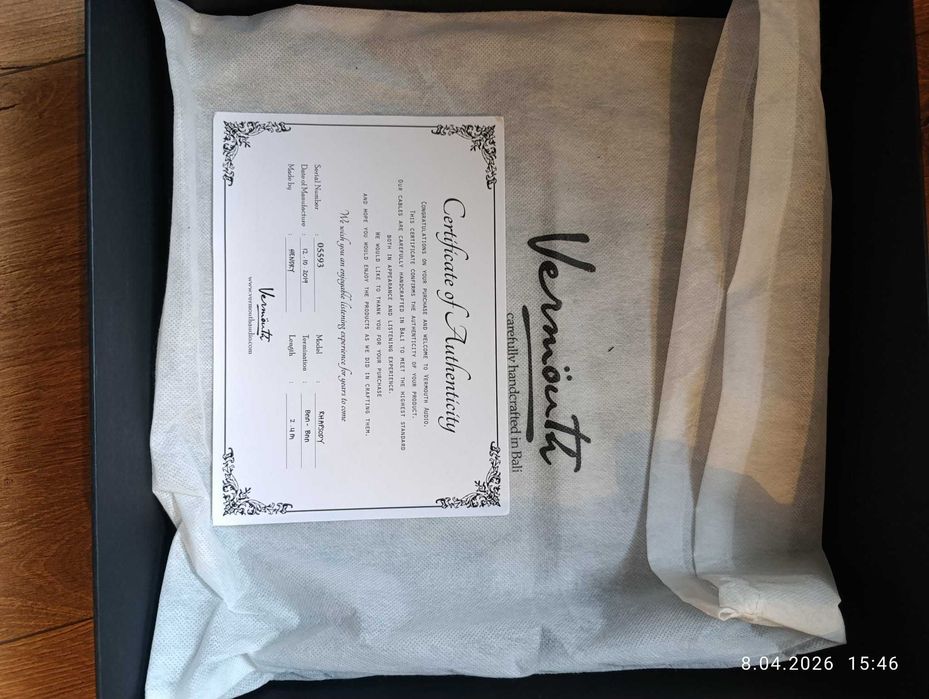 Vermöuth
carefully handcrafted in Bali
Certificate of Authenticity
CONGRATULATIONS ON YOUR PURCHASE AND WELCOME TO VERMOUTH AUDIO.
THIS CERTIFICATE CONFIRMS THE AUTHENTICITY OF YOUR PRODUCT.
OUR CABLES ARE CAREFULLY HANDCRAFTED IN BALI TO MEET THE HIGHEST STANDARD
BOTH IN APPEARANCE AND LISTENING EXPERIENCE.
WE WOULD LIKE TO THANK YOU FOR YOUR PURCHASE
AND HOPE YOU WOULD ENJOY THE PRODUCTS AS WE DID IN CRAFTING THEM.
We wish you an enjoyable listening experience for years to come
Serial Number : 05593 Model : RHAPSODY
Date of Manufacture : 12.10.2019 Termination : Ban - Ban
Made by : HENDRY Length : 2.4 m
Vermöuth
www.vermouthaudio.com
8.04.2026 15:46